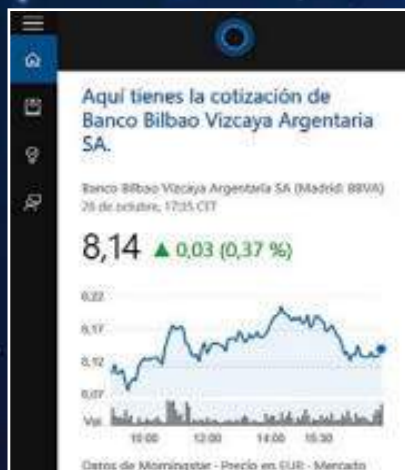 Aquí tienes la cotización de
Banco Bilbao Vizcaya Argentaria
SA.
Banco Bilbao Vizcaya Argentaria SA (Madrid: BBVA)
26 de octubre, 17:35 CET
8,14 ▲ 0,03 (0,37 %)
8,22
8,17
8,12
8,07
Vol.
10:00 12:00 14:00 15:30
Datos de Morningstar - Precio en EUR - Mercado